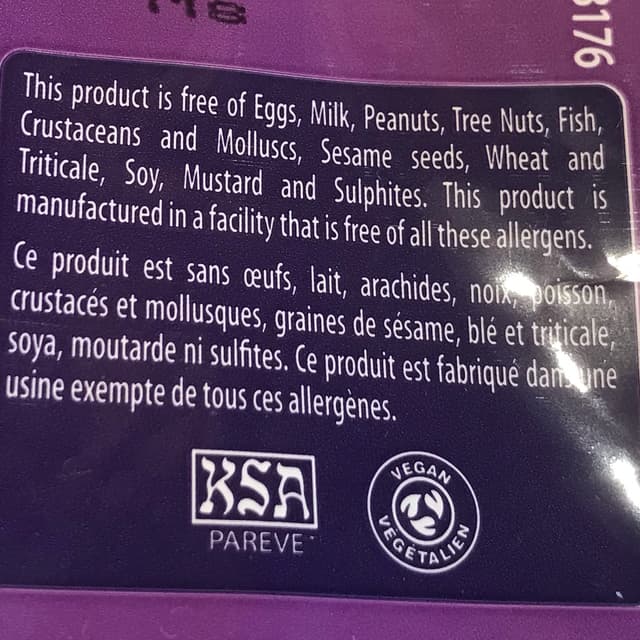 MB
3176
This product is free of Eggs, Milk, Peanuts, Tree Nuts, Fish,
Crustaceans and Molluscs, Sesame seeds, Wheat and
Triticale, Soy, Mustard and Sulphites. This product is
manufactured in a facility that is free of all these allergens.
Ce produit est sans œufs, lait, arachides, noix, poisson,
crustacés et mollusques, graines de sésame, blé et triticale,
soya, moutarde ni sulfites. Ce produit est fabriqué dans une
usine exempte de tous ces allergènes.
KSA
PAREVE
VEGAN
VÉGÉTALIEN